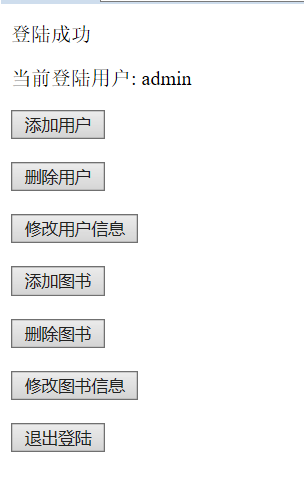 登陆成功
当前登陆用户: admin
添加用户
删除用户
修改用户信息
添加图书
删除图书
修改图书信息
退出登陆